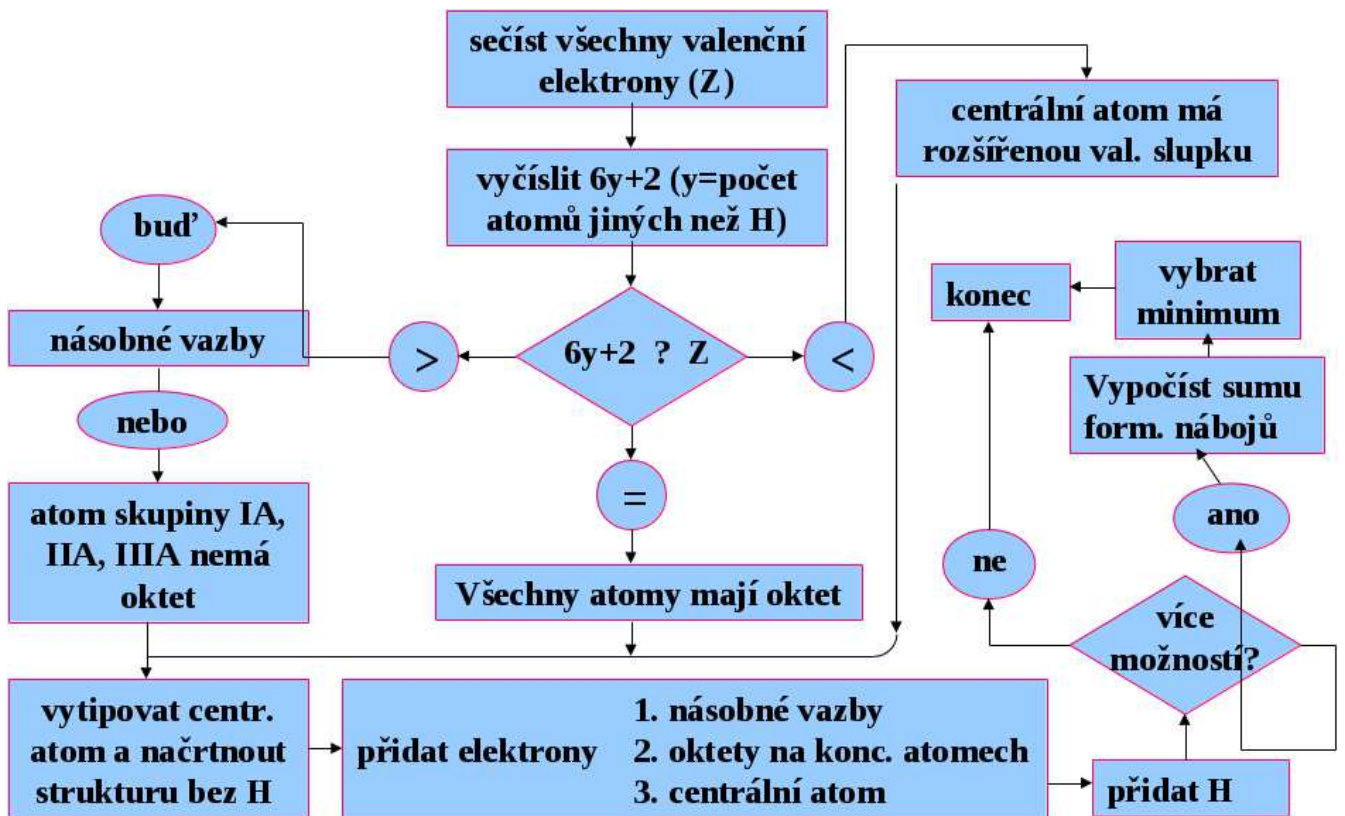 sečíst všechny valenční
elektrony (Z)
vyčíslit 6y+2 (y=počet
atomů jiných než H)
6y+2 ? Z
>
<
=
buď
násobné vazby
nebo
atom skupiny IA,
IIA, IIIA nemá
oktet
Všechny atomy mají oktet
centrální atom má
rozšířenou val. slupku
vytipovat centr.
atom a načrtnout
strukturu bez H
přidat elektrony
1. násobné vazby
2. oktety na konc. atomech
3. centrální atom
přidat H
více
možností?
ne
ano
Vypočíst sumu
form. nábojů
vybrat
minimum
konec